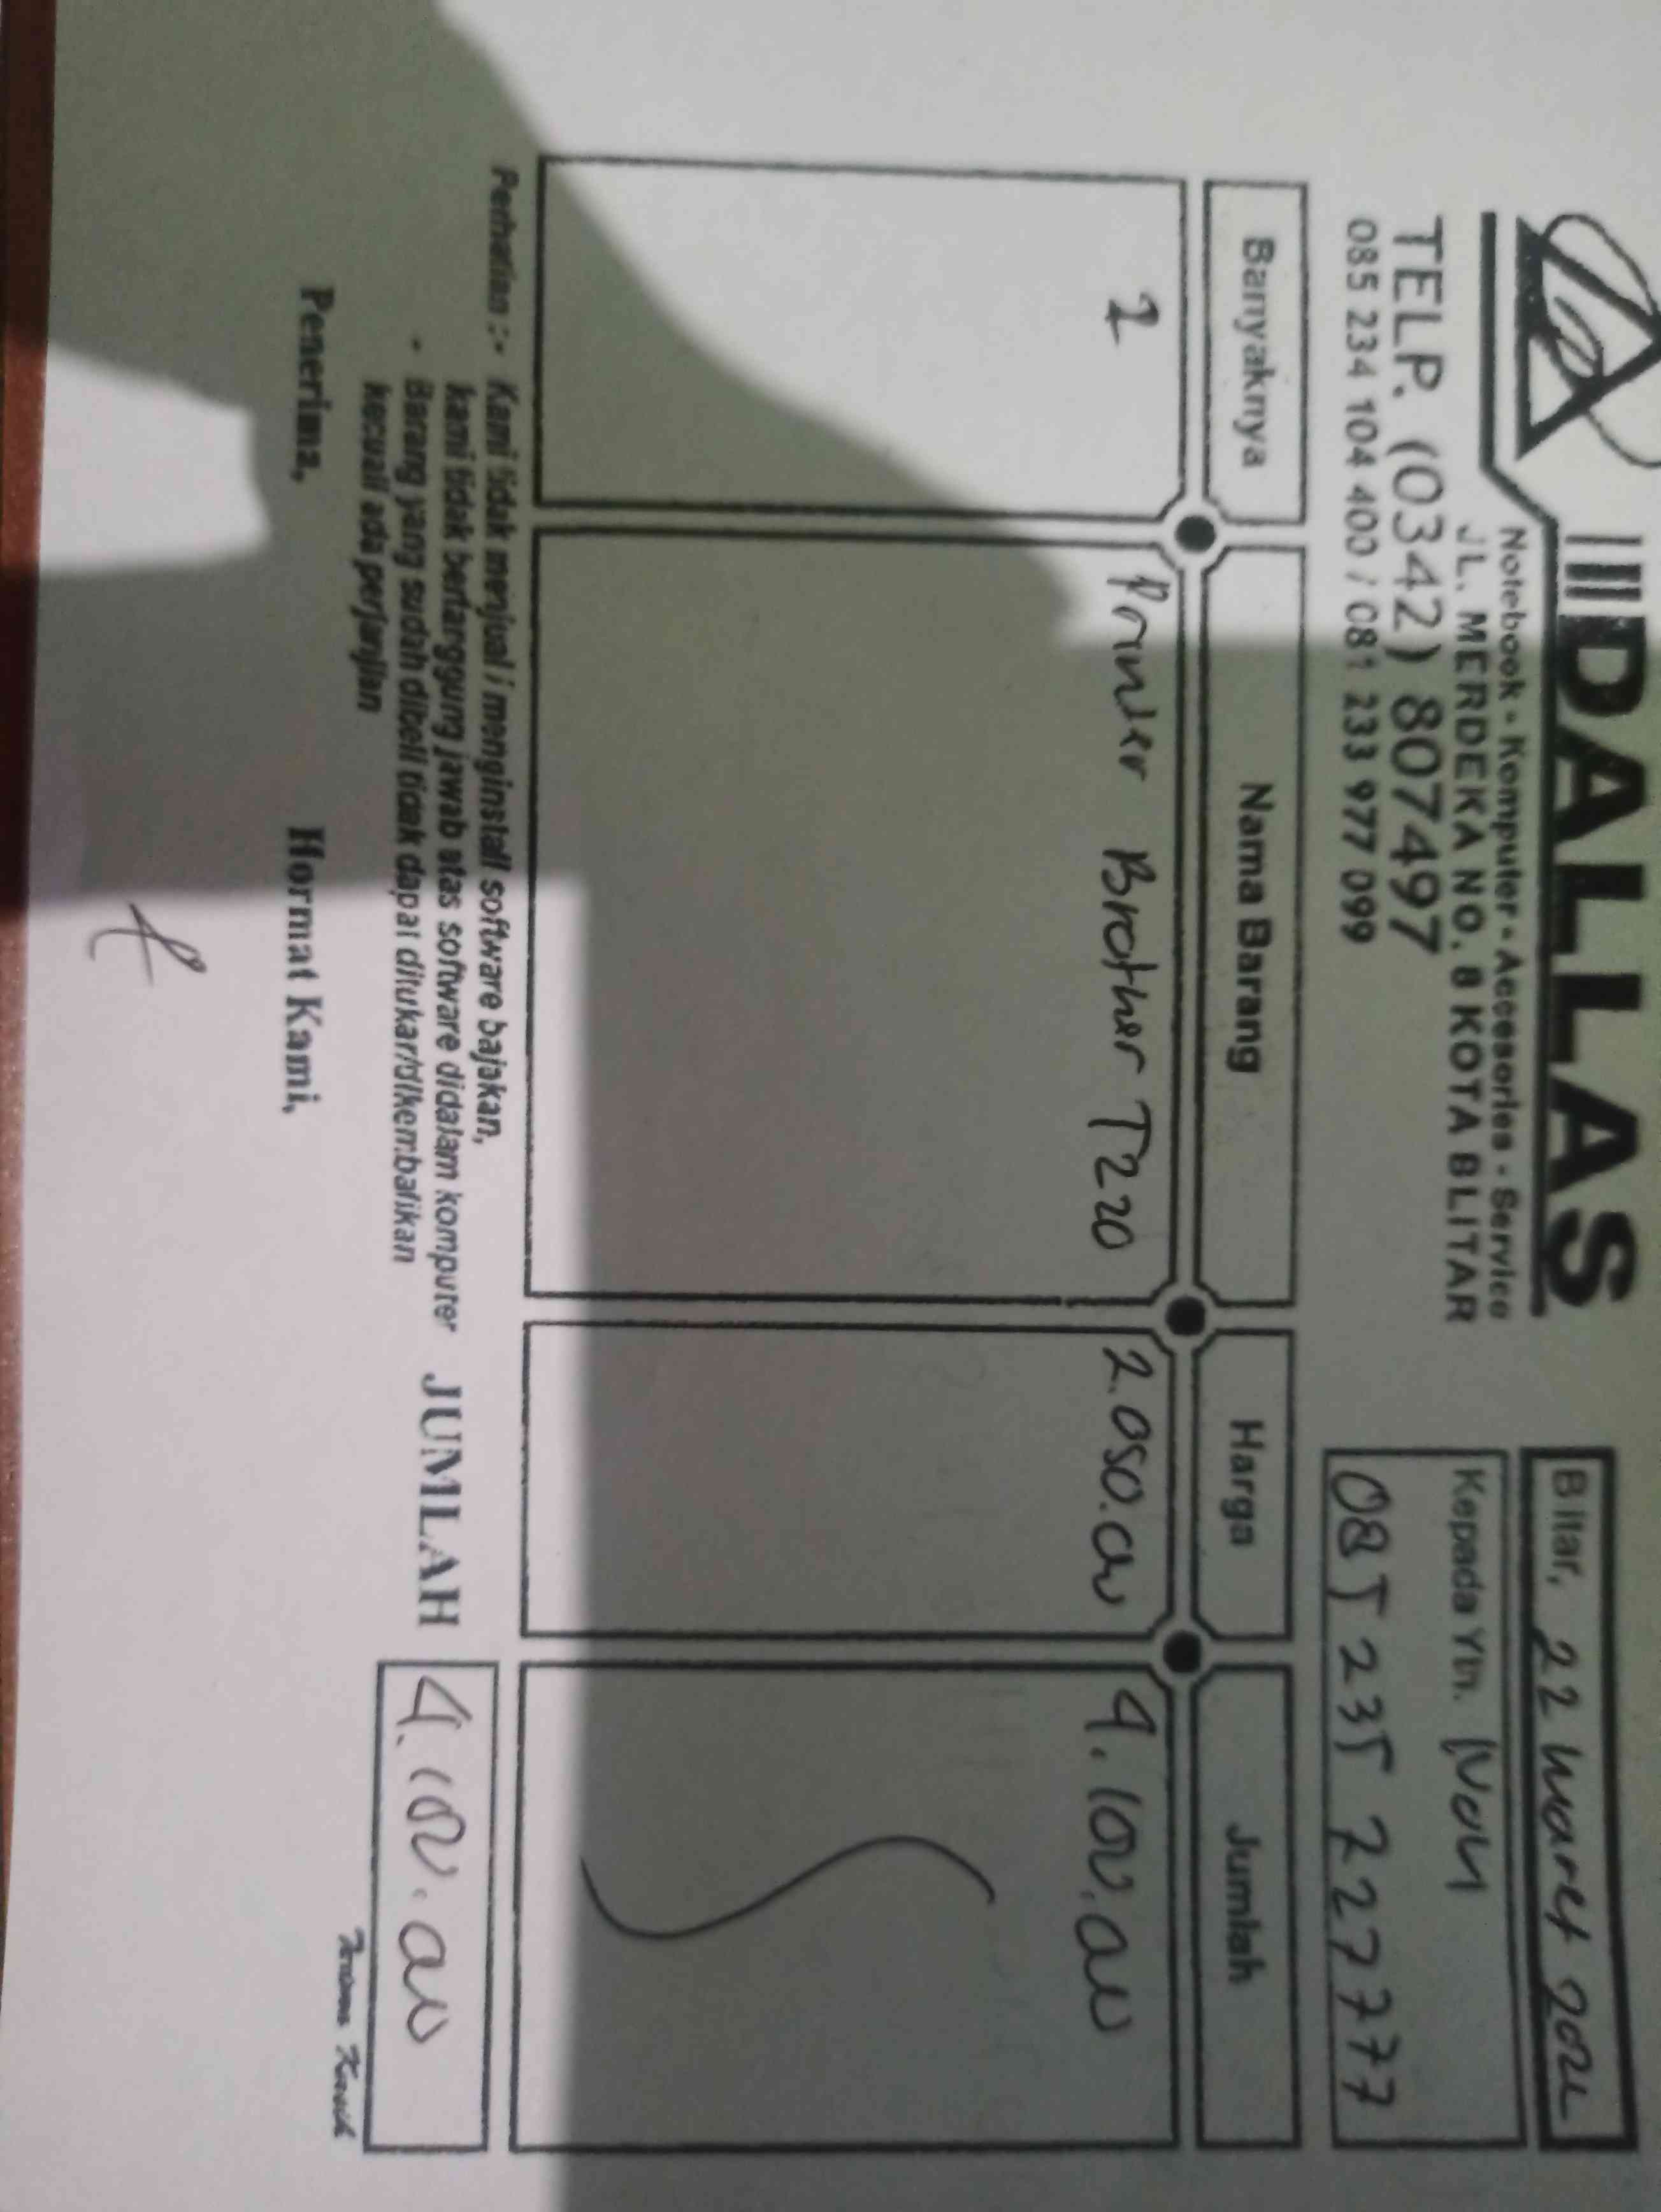 DALLAS
Notebook - Komputer - Accesories - Service
JL. MERDEKA NO. 8 KOTA BLITAR
TELP. (0342) 8074497
085 234 104 400 / 081 233 977 099
Blitar, 22 Maret
Kepada Yth.
085 235 227777
Banyaknya Nama Barang Harga Jumlah
2 Printer Brother T220 2.050.000 4.100.000
Perhatian : - Kami tidak menjual / menginstall software bajakan,
kami tidak bertanggung jawab atas software didalam komputer
- Barang yang sudah dibeli tidak dapat ditukar/dikembalikan
kecuali ada perjanjian
JUMLAH 4.100.000
Terima Kasih
Penerima, Hormat Kami,